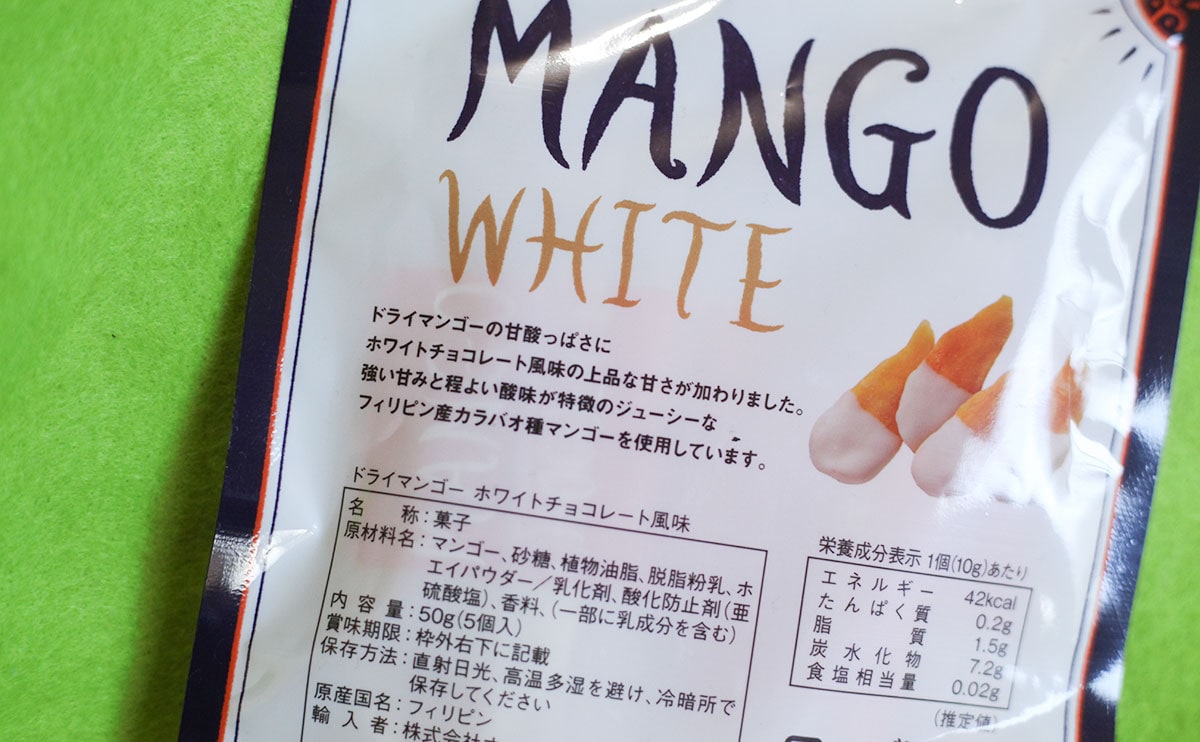 MANGO
WHITE
ドライマンゴーの甘酸っぱさに
ホワイトチョコレート風味の上品な甘さが加わりました。
強い甘みと程よい酸味が特徴のジューシーな
フィリピン産カラバオ種マンゴーを使用しています。
ドライマンゴー ホワイトチョコレート風味
名称：菓子
原材料名：マンゴー、砂糖、植物油脂、脱脂粉乳、ホ
エイパウダー／乳化剤、酸化防止剤（亜
硫酸塩）、香料、（一部に乳成分を含む）
内容量：50g（5個入）
賞味期限：枠外右下に記載
保存方法：直射日光、高温多湿を避け、冷暗所で
保存してください
原産国名：フィリピン
輸入者：株式会社
栄養成分表示 1個(10g)あたり
エネルギー 42kcal
たんぱく質 0.2g
脂質 1.5g
炭水化物 7.2g
食塩相当量 0.02g
（推定値）